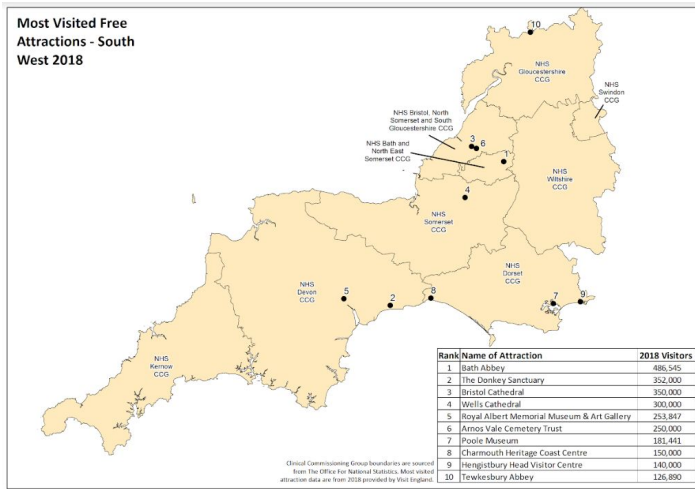 Most Visited Free
Attractions - South
West 2018
10
NHS
Gloucestershire
CCG
NHS
Swindon
CCG
NHS Bristol, North
Somerset and South
Gloucestershire CCG
NHS Bath and
North East
Somerset CCG
3
6
1
NHS
Wiltshire
CCG
4
NHS
Somerset
CCG
NHS
Dorset
CCG
NHS
Devon
CCG
5
2
8
7
9
NHS
Kernow
CCG
Rank Name of Attraction 2018 Visitors
1 Bath Abbey 486,545
2 The Donkey Sanctuary 352,000
3 Bristol Cathedral 350,000
4 Wells Cathedral 300,000
5 Royal Albert Memorial Museum & Art Gallery 253,847
6 Arnos Vale Cemetery Trust 250,000
7 Poole Museum 181,441
8 Charmouth Heritage Coast Centre 150,000
9 Hengistbury Head Visitor Centre 140,000
10 Tewkesbury Abbey 126,890
Clinical Commissioning Group boundaries are sourced
from The Office For National Statistics. Most visited
attraction data are from 2018 provided by Visit England.